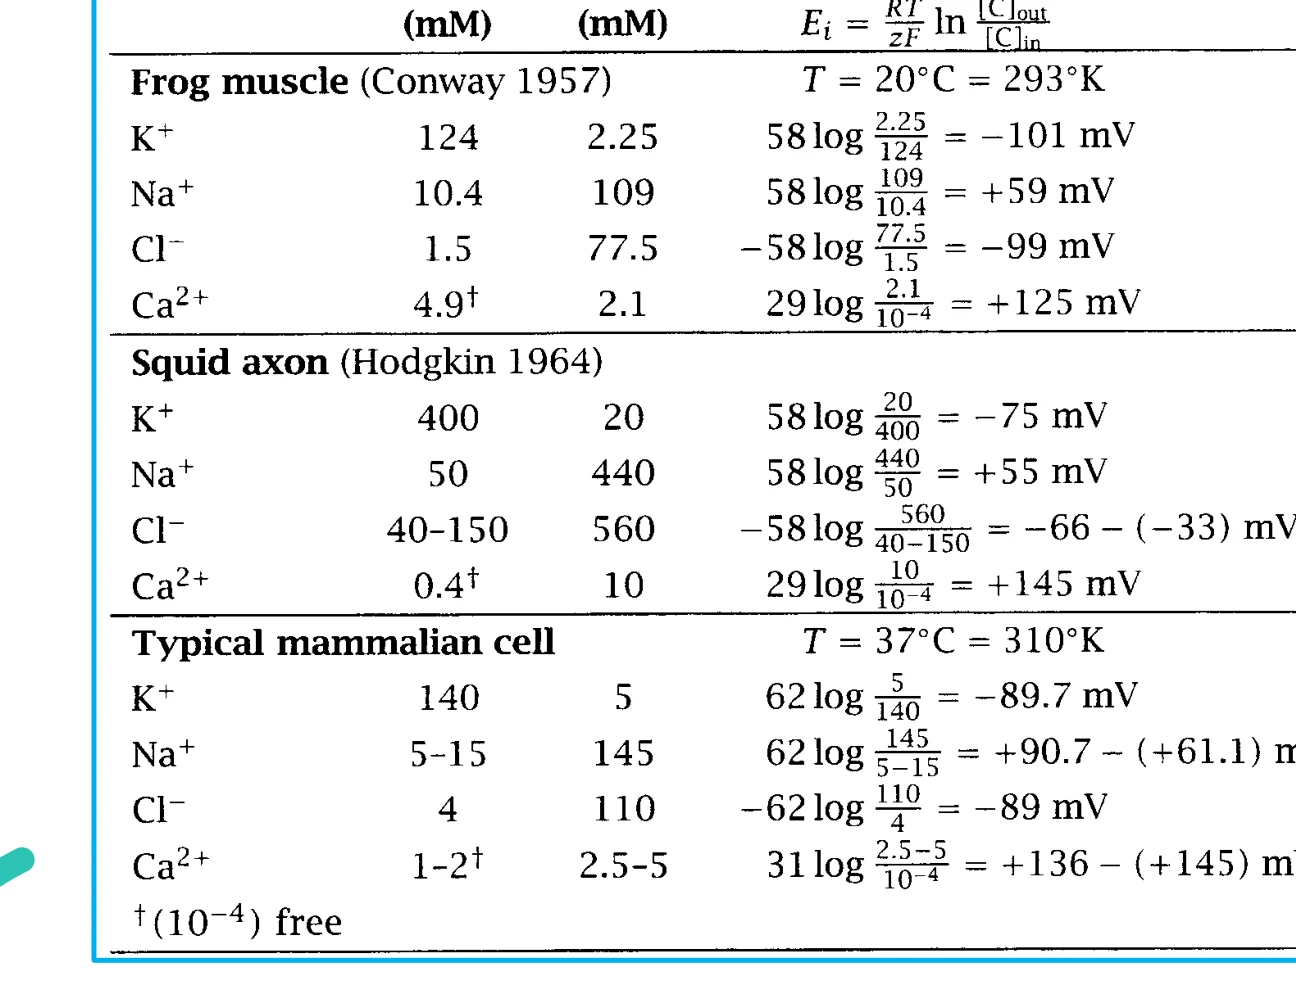 (mM) (mM) Eᵢ = RT/zF ln [C]out/[C]in
Frog muscle (Conway 1957) T = 20°C = 293°K
K⁺ 124 2.25 58 log 2.25/124 = −101 mV
Na⁺ 10.4 109 58 log 109/10.4 = +59 mV
Cl⁻ 1.5 77.5 −58 log 77.5/1.5 = −99 mV
Ca²⁺ 4.9† 2.1 29 log 2.1/10⁻⁴ = +125 mV
Squid axon (Hodgkin 1964)
K⁺ 400 20 58 log 20/400 = −75 mV
Na⁺ 50 440 58 log 440/50 = +55 mV
Cl⁻ 40–150 560 −58 log 560/40–150 = −66 − (−33) mV
Ca²⁺ 0.4† 10 29 log 10/10⁻⁴ = +145 mV
Typical mammalian cell T = 37°C = 310°K
K⁺ 140 5 62 log 5/140 = −89.7 mV
Na⁺ 5–15 145 62 log 145/5–15 = +90.7 − (+61.1) m
Cl⁻ 4 110 −62 log 110/4 = −89 mV
Ca²⁺ 1–2† 2.5–5 31 log 2.5–5/10⁻⁴ = +136 − (+145) m
†(10⁻⁴) free